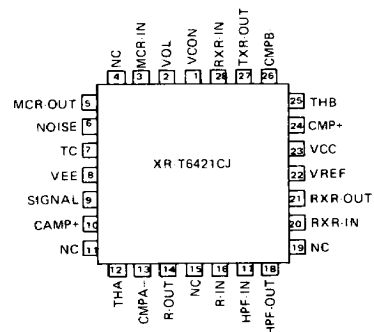 NC
MCR-IN
VOL
VCON
RXR-IN
TXR-OUT
CMPB
4
3
2
1
28
27
26
MCR-OUT 5
NOISE 6
TC 7
VEE 8
SIGNAL 9
CAMP+ 10
NC 11
XR-T6421CJ
25 THB
24 CMP+
23 VCC
22 VREF
21 RXR-OUT
20 RXR-IN
19 NC
12
13
14
15
16
17
18
THA
CMPA-
R-OUT
NC
R-IN
HPF-IN
HPF-OUT